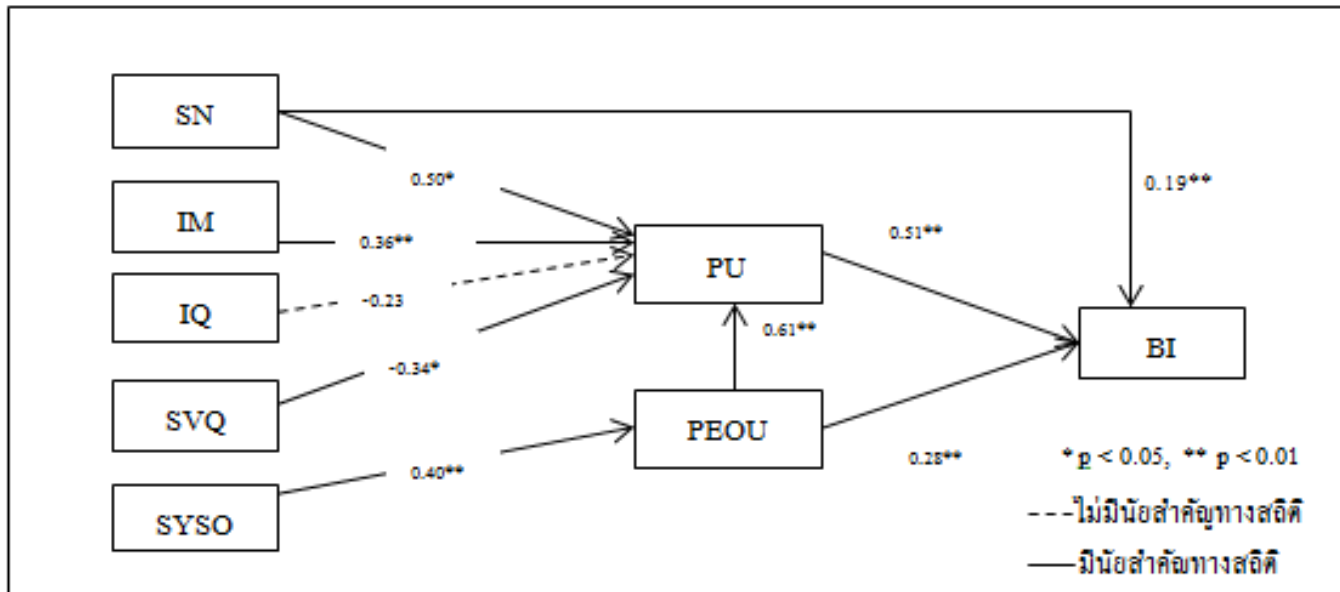 SN
0.50*
0.19**
IM
0.36**
PU
0.51**
IQ
-0.23
0.61**
BI
SVQ
-0.34*
PEOU
0.28**
* p < 0.05, ** p < 0.01
SYSO
0.40**
ไม่มีนัยสำคัญทางสถิติ
มีนัยสำคัญทางสถิติ